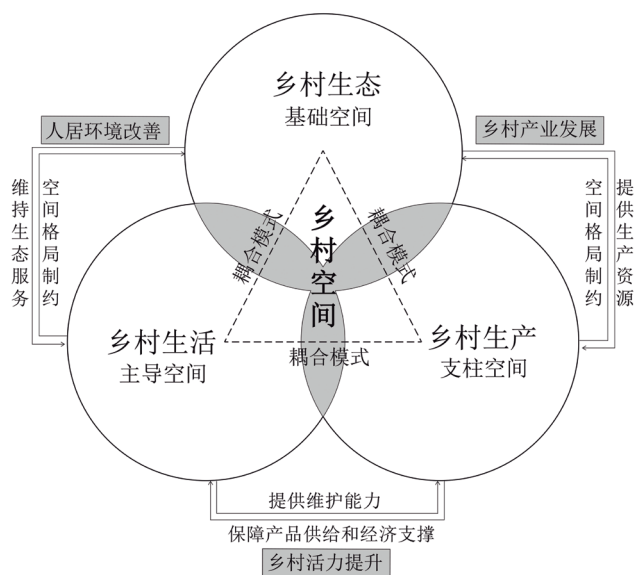 乡村生态
基础空间
人居环境改善
乡村产业发展
维持生态服务
空间格局制约
耦合模式
乡村空间
耦合模式
空间格局制约
提供生产资源
乡村生活
主导空间
耦合模式
乡村生产
支柱空间
提供维护能力
保障产品供给和经济支撑
乡村活力提升